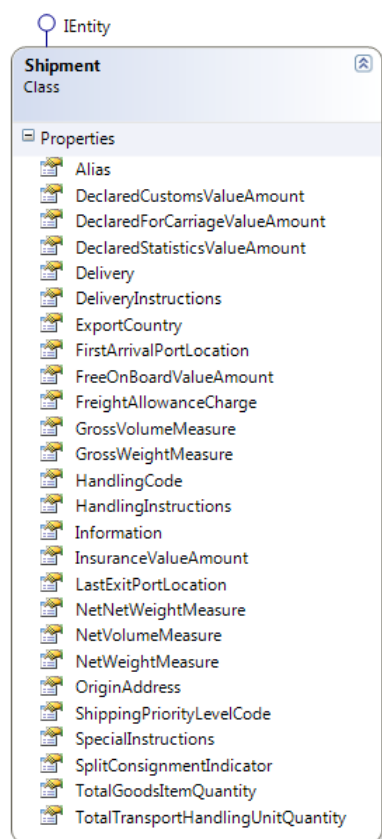 IEntity
Shipment
Class
Properties
Alias
DeclaredCustomsValueAmount
DeclaredForCarriageValueAmount
DeclaredStatisticsValueAmount
Delivery
DeliveryInstructions
ExportCountry
FirstArrivalPortLocation
FreeOnBoardValueAmount
FreightAllowanceCharge
GrossVolumeMeasure
GrossWeightMeasure
HandlingCode
HandlingInstructions
Information
InsuranceValueAmount
LastExitPortLocation
NetNetWeightMeasure
NetVolumeMeasure
NetWeightMeasure
OriginAddress
ShippingPriorityLevelCode
SpecialInstructions
SplitConsignmentIndicator
TotalGoodsItemQuantity
TotalTransportHandlingUnitQuantity